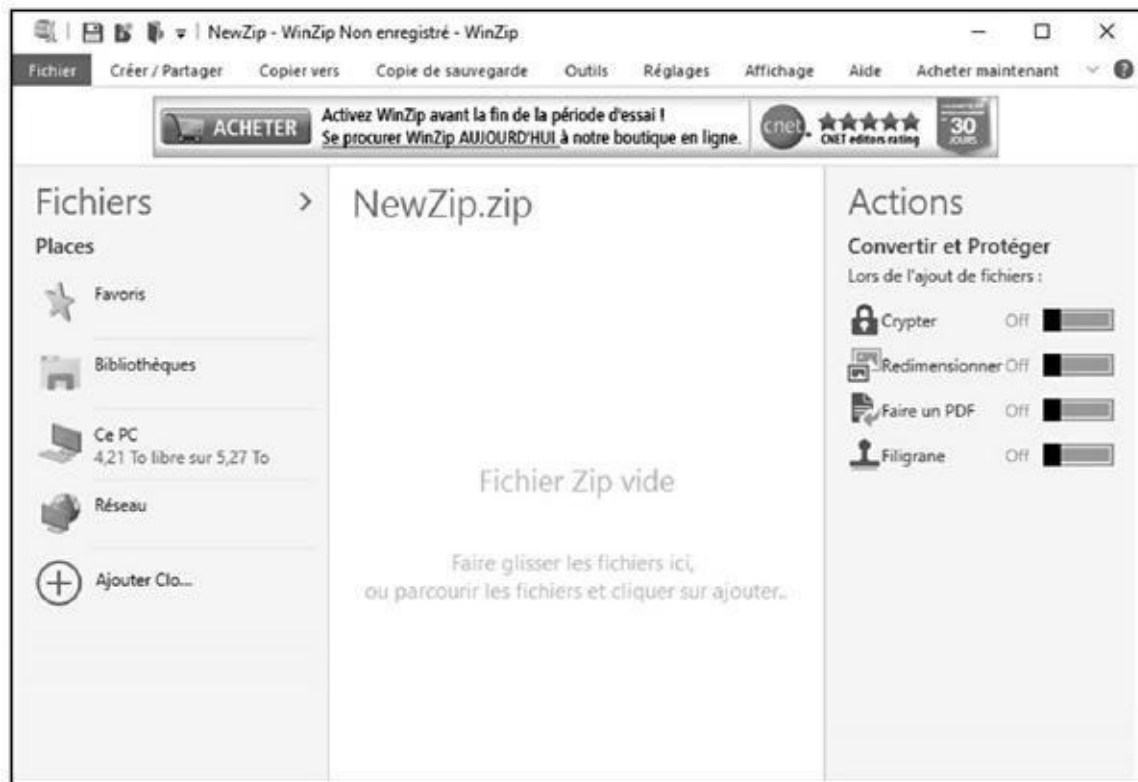 NewZip - WinZip Non enregistré - WinZip
Fichier Créer / Partager Copier vers Copie de sauvegarde Outils Réglages Affichage Aide Acheter maintenant
ACHETER
Activez WinZip avant la fin de la période d'essai !
Se procurer WinZip AUJOURD'HUI à notre boutique en ligne.
cnet.
CNET editors rating
30
JOURS
Fichiers
Places
Favoris
Bibliothèques
Ce PC
4,21 To libre sur 5,27 To
Réseau
Ajouter Clo...
NewZip.zip
Fichier Zip vide
Faire glisser les fichiers ici,
ou parcourir les fichiers et cliquer sur ajouter..
Actions
Convertir et Protéger
Lors de l'ajout de fichiers :
Crypter Off
Redimensionner Off
Faire un PDF Off
Filigrane Off